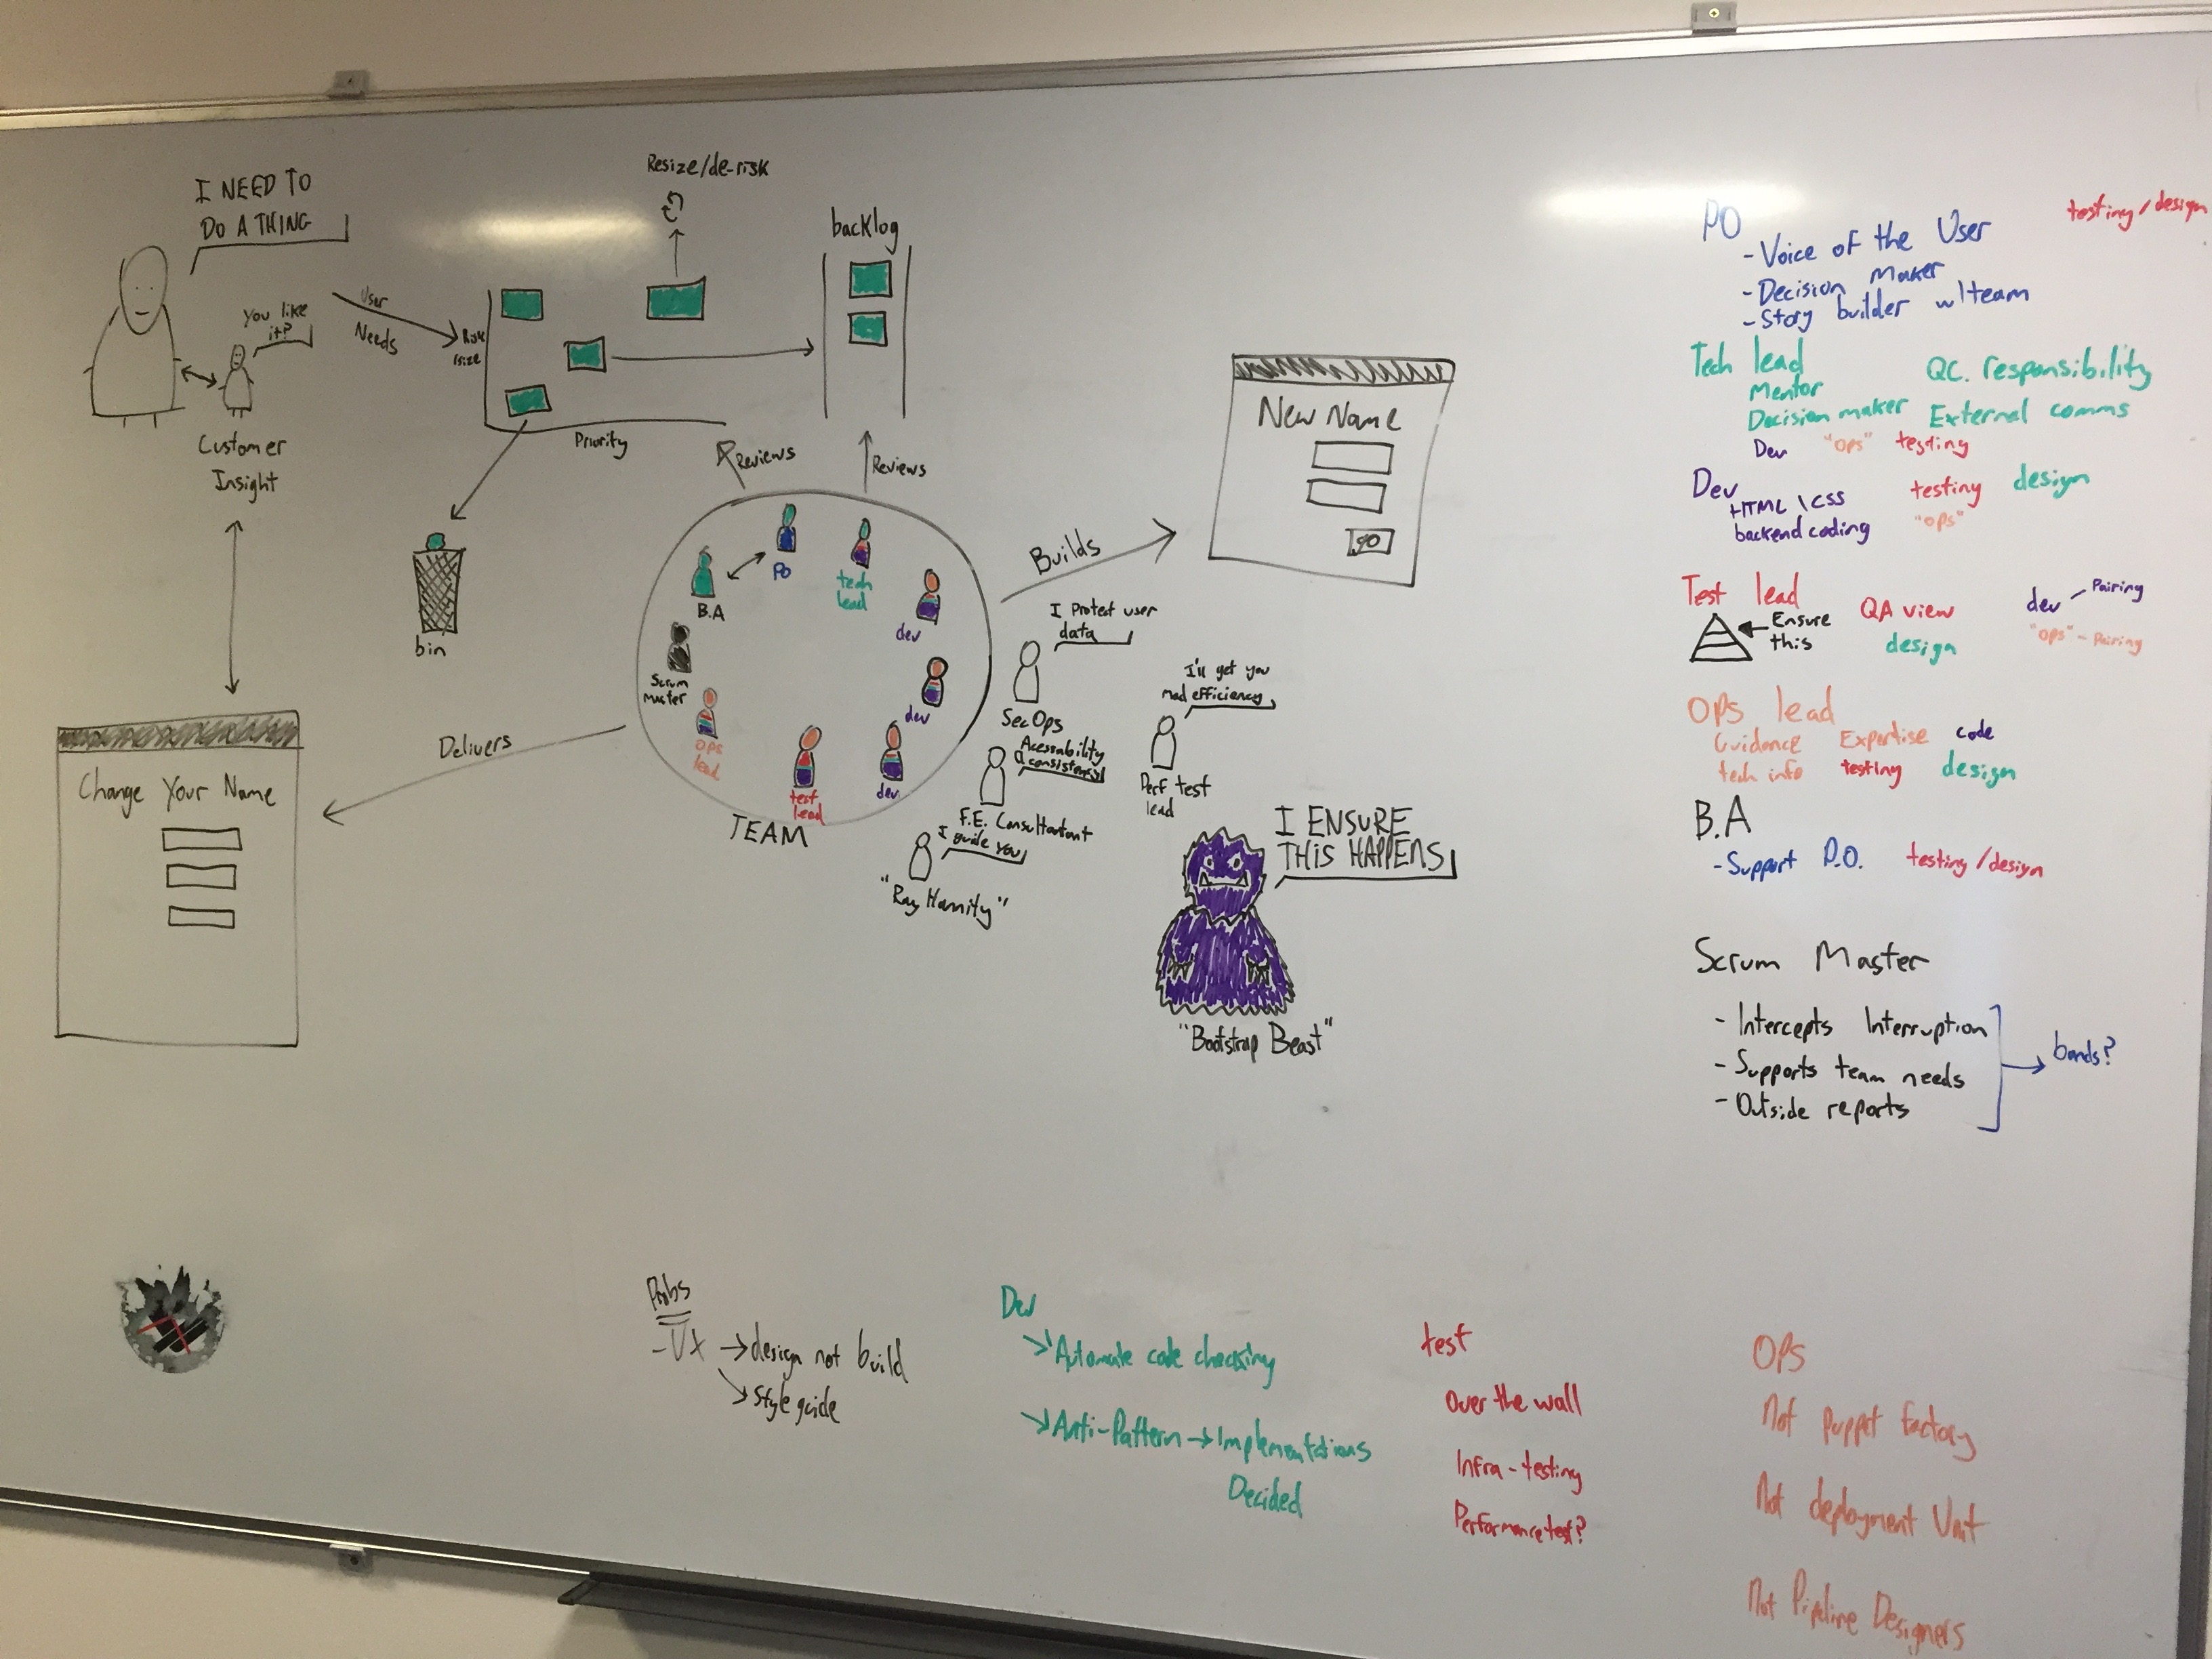 I NEED TO
DO A THING
You like
it?
Customer
Insight
User
Needs
Risk
/size
Priority
Resize/de-risk
backlog
Reviews
Reviews
bin
B.A
PO
tech
lead
dev
dev
dev
test
lead
ops
lead
Scrum
Master
TEAM
Builds
New Name
go
Delivers
Change Your Name
I Protect user
data
SecOps
I'll get you
mad efficiency
Perf test
lead
Acessability
& consistency
F.E. Consultantant
I
guide you
"Ray Hamity"
I ENSURE
THIS HAPPENS
"Bootstrap Beast"
PO
testing/design
- Voice of the User
- Decision Maker
- Story builder w/team
Tech lead
QC. responsibility
Mentor
Decision maker
External comms
Dev "ops" testing
Dev
testing design
HTML \ CSS
"ops"
backend coding
Test lead
Ensure
this
QA view
design
dev - Pairing
"ops" - Pairing
OPS lead
Guidance Expertise code
tech info testing design
B.A
- Support P.O. testing/design
Scrum Master
- Intercepts Interruption
- Supports team needs
- Outside reports
bands?
Probs
- UX → design not build
style guide
Dev
Automate code checking
Anti-Pattern → Implementations
Decided
test
Over the wall
Infra-testing
Performance test?
OPS
Not Puppet factory
Not deployment Unit
Not Pipeline Designers